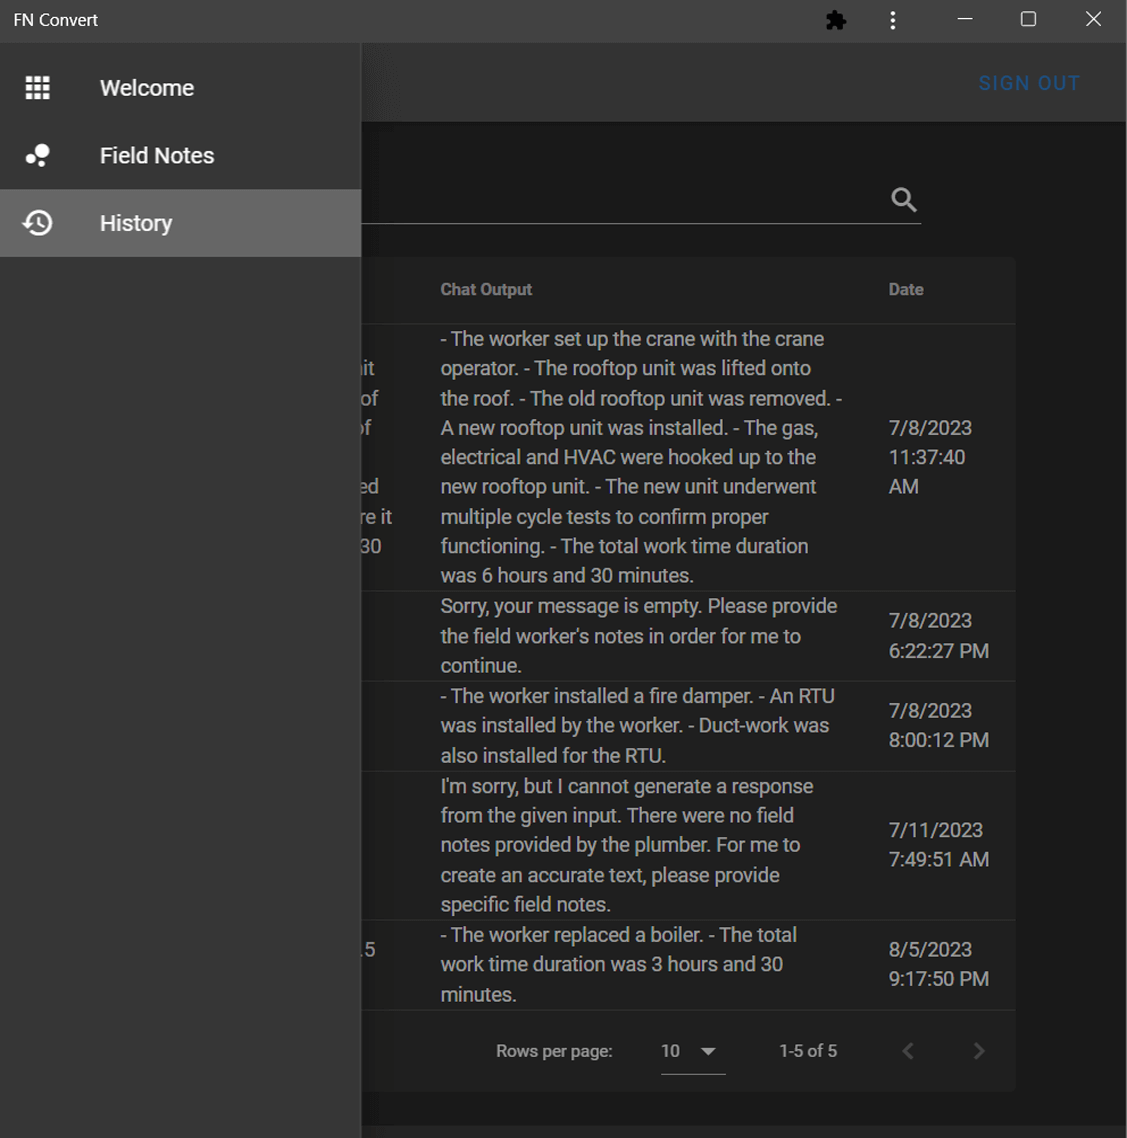 FN Convert
SIGN OUT
Welcome
Field Notes
History
Chat Output
Date
- The worker set up the crane with the crane
operator. - The rooftop unit was lifted onto
the roof. - The old rooftop unit was removed. -
A new rooftop unit was installed. - The gas,
electrical and HVAC were hooked up to the
new rooftop unit. - The new unit underwent
multiple cycle tests to confirm proper
functioning. - The total work time duration
was 6 hours and 30 minutes.
it
of
of
ed
re it
30
7/8/2023
11:37:40
AM
Sorry, your message is empty. Please provide
the field worker's notes in order for me to
continue.
7/8/2023
6:22:27 PM
- The worker installed a fire damper. - An RTU
was installed by the worker. - Duct-work was
also installed for the RTU.
7/8/2023
8:00:12 PM
I'm sorry, but I cannot generate a response
from the given input. There were no field
notes provided by the plumber. For me to
create an accurate text, please provide
specific field notes.
7/11/2023
7:49:51 AM
.5
- The worker replaced a boiler. - The total
work time duration was 3 hours and 30
minutes.
8/5/2023
9:17:50 PM
Rows per page:
10
1-5 of 5